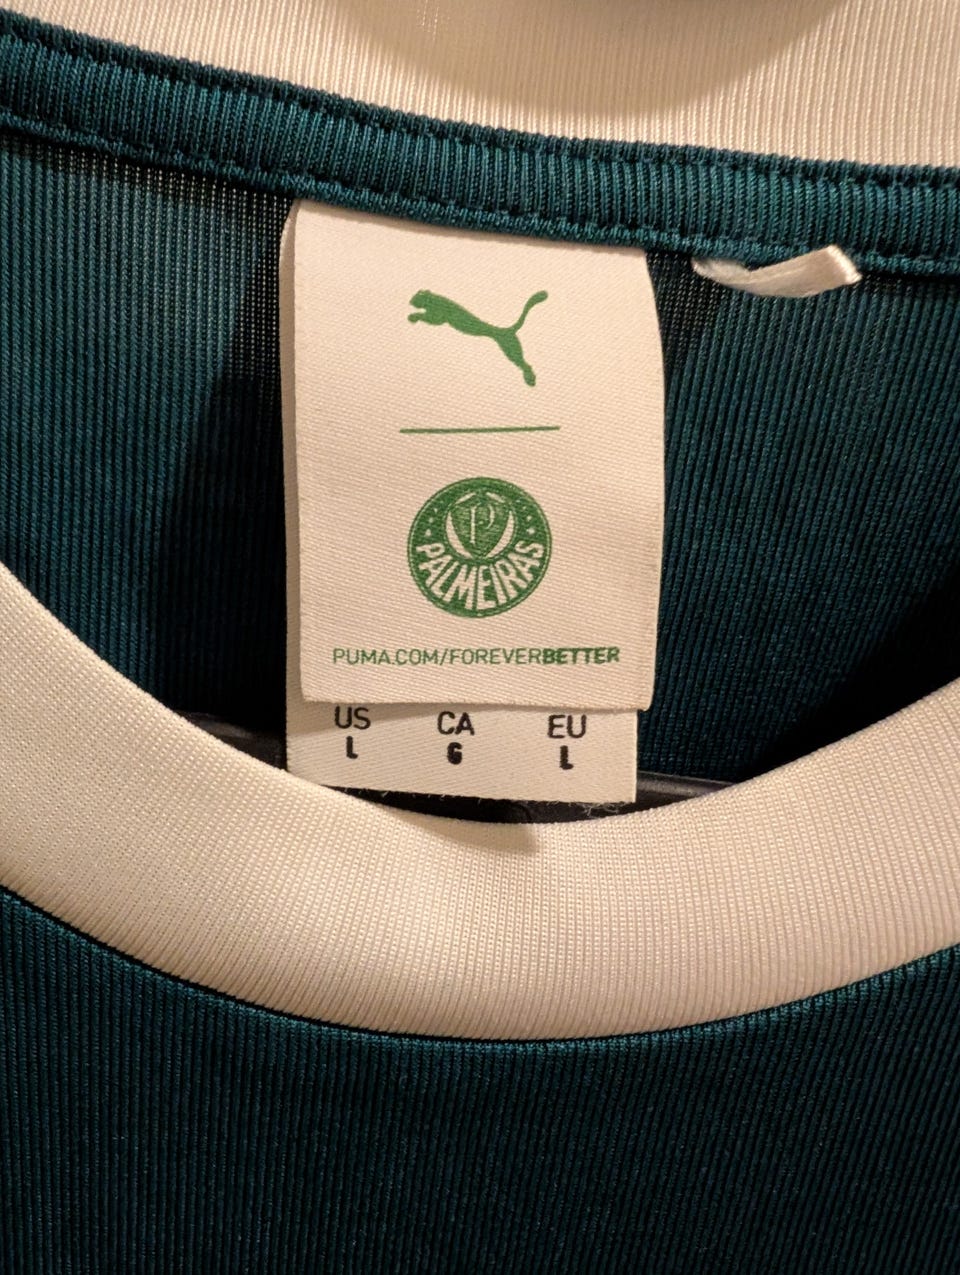 P
PALMEIRAS
PUMA.COM/FOREVERBETTER
US CA EU
L G L